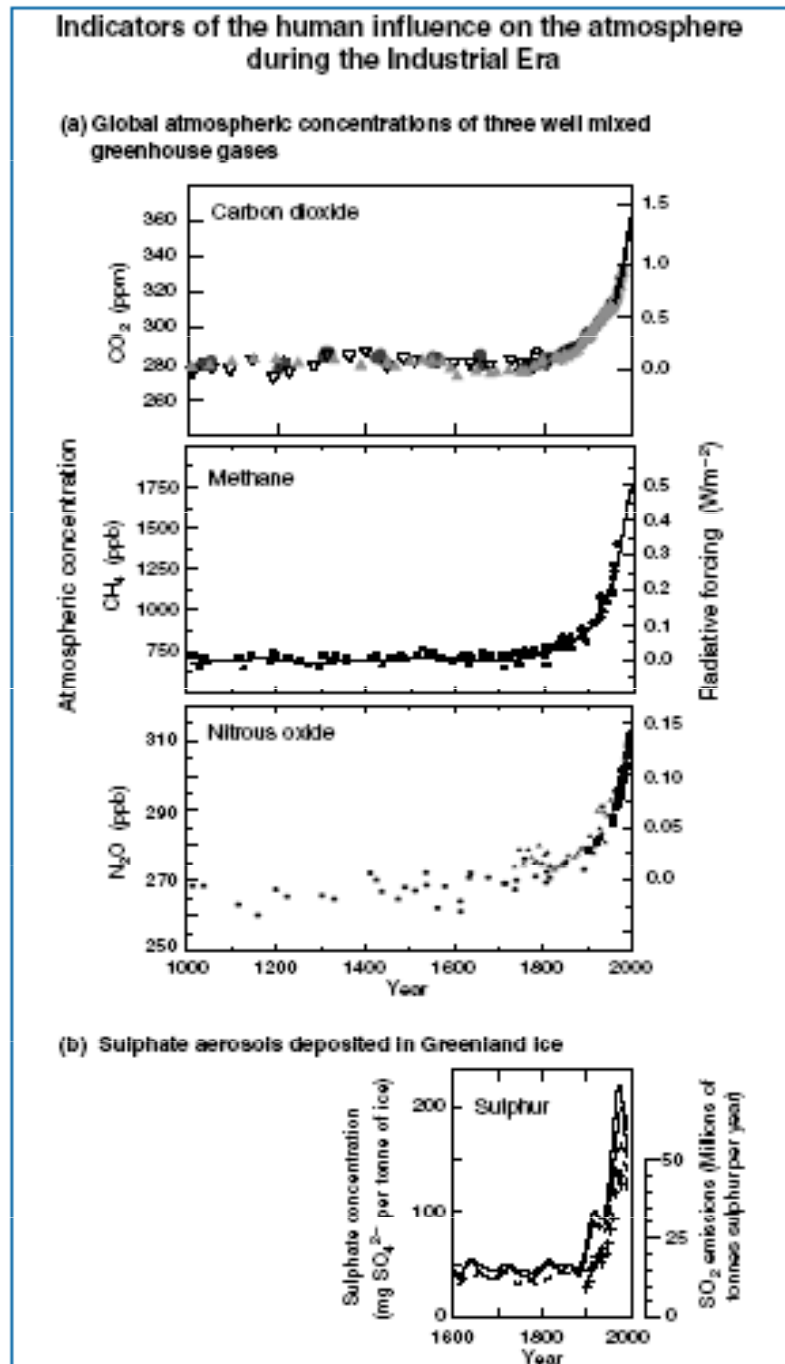 Indicators of the human influence on the atmosphere
during the Industrial Era
(a) Global atmospheric concentrations of three well mixed
greenhouse gases
Carbon dioxide
CO₂ (ppm)
360
340
320
300
280
260
1.5
1.0
0.5
0.0
Methane
Atmospheric concentration
CH₄ (ppb)
1750
1500
1250
1000
750
0.5
0.4
0.3
0.2
0.1
0.0
Radiative forcing (Wm⁻²)
Nitrous oxide
N₂O (ppb)
310
290
270
250
0.15
0.10
0.05
0.0
1000 1200 1400 1600 1800 2000
Year
(b) Sulphate aerosols deposited in Greenland ice
Sulphur
Sulphate concentration
(mg SO₄²⁻ per tonne of ice)
200
100
0
50
25
0
SO₂ emissions (Millions of
tonnes sulphur per year)
1600 1800 2000
Year